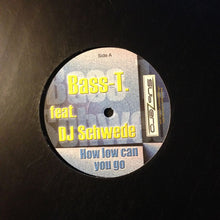 Side A
Bass-T.
feat.
DJ Schwede
How low can
you go